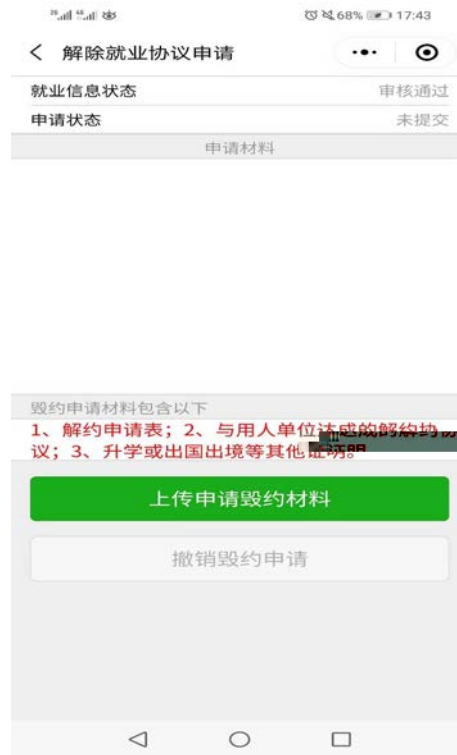 68% 17:43
解除就业协议申请
就业信息状态 审核通过
申请状态 未提交
申请材料
毁约申请材料包含以下
1、解约申请表；2、与用人单位达成的解约协
议；3、升学或出国出境等其他证明。
上传申请毁约材料
撤销毁约申请